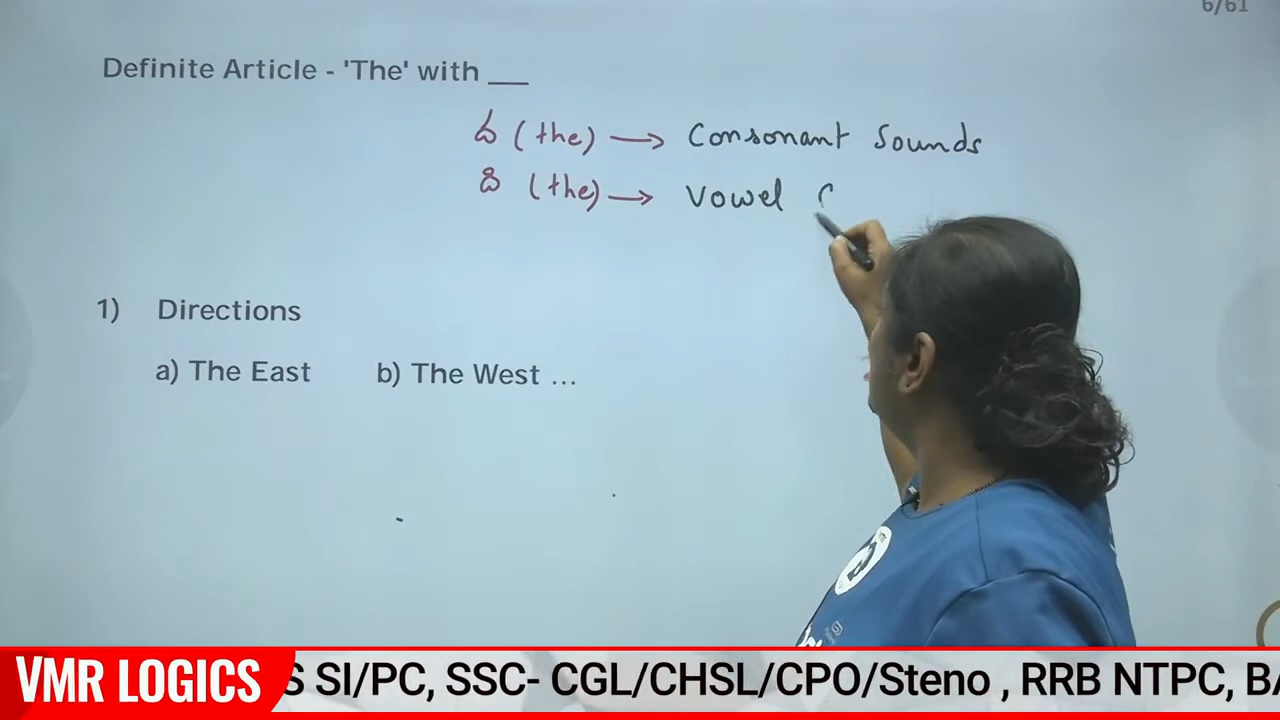 6/61
Definite Article - 'The' with ___
ద (the) → Consonant Sounds
ది (the) → Vowel
1) Directions
a) The East b) The West ...
VMR LOGICS S SI/PC, SSC- CGL/CHSL/CPO/Steno , RRB NTPC, BA